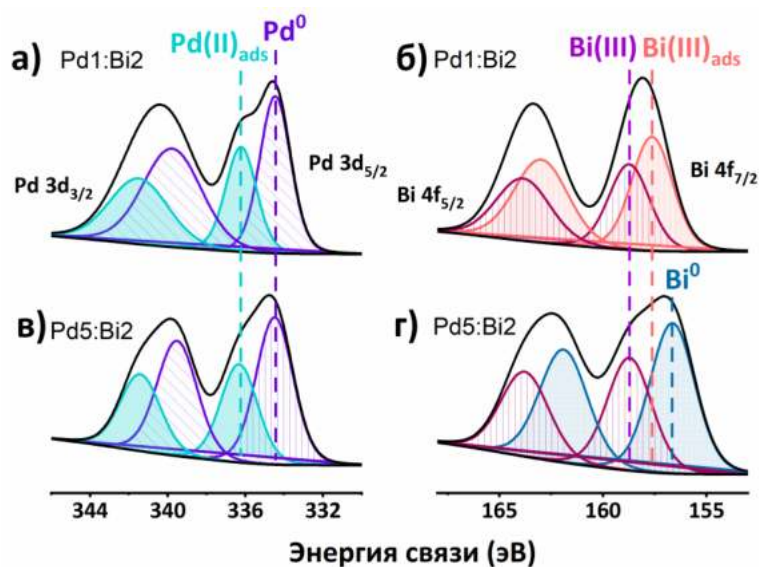 а) Pd1:Bi2
Pd(II)ads
Pd0
Pd 3d3/2
Pd 3d5/2
б) Pd1:Bi2
Bi(III)
Bi(III)ads
Bi 4f5/2
Bi 4f7/2
в) Pd5:Bi2
г) Pd5:Bi2
Bi0
344 340 336 332
165 160 155
Энергия связи (эВ)